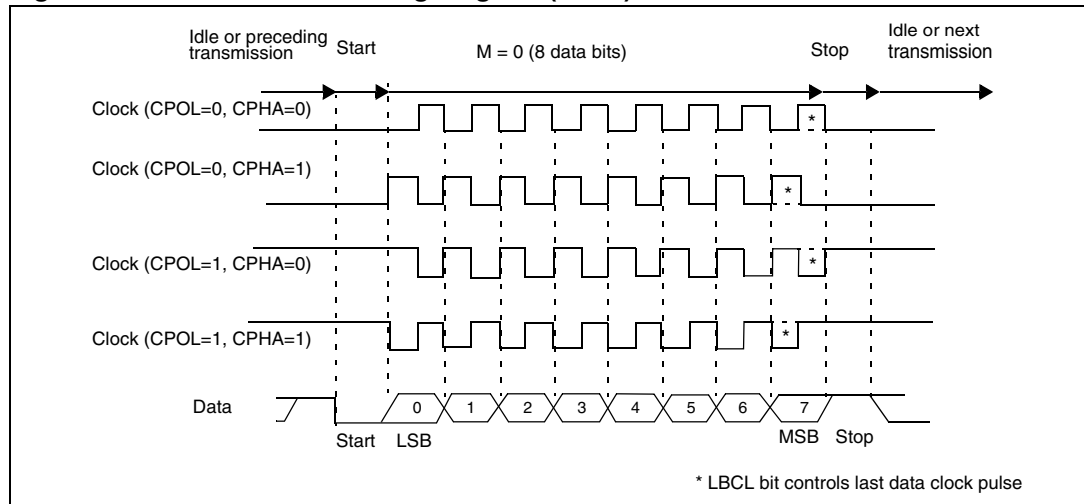 Idle or preceding
transmission
Start
M = 0 (8 data bits)
Stop
Idle or next
transmission
Clock (CPOL=0, CPHA=0)
*
Clock (CPOL=0, CPHA=1)
*
Clock (CPOL=1, CPHA=0)
*
Clock (CPOL=1, CPHA=1)
*
Data
0 1 2 3 4 5 6 7
Start LSB MSB Stop
* LBCL bit controls last data clock pulse